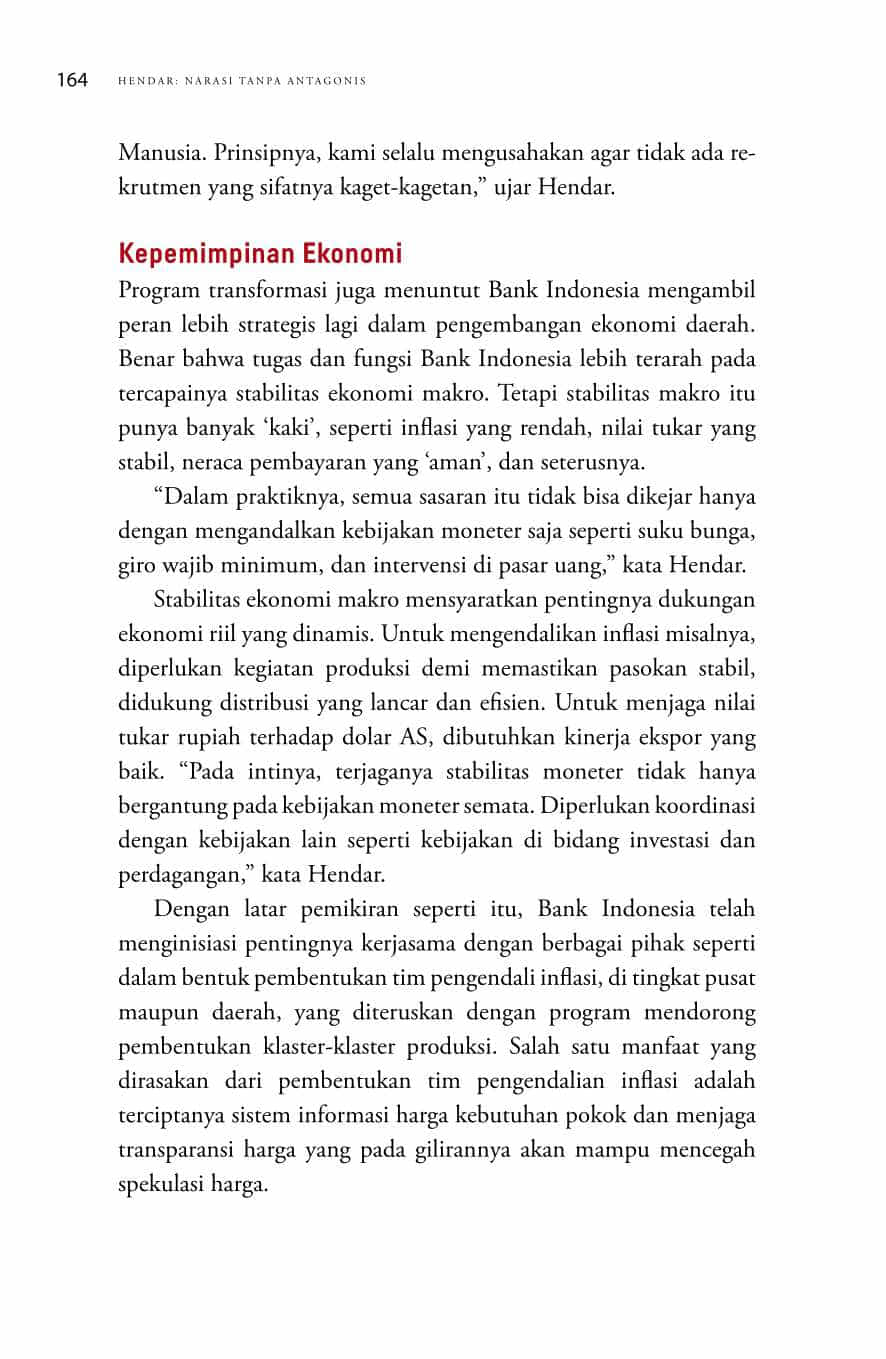 164 HENDAR: NARASI TANPA ANTAGONIS
Manusia. Prinsipnya, kami selalu mengusahakan agar tidak ada re-
krutmen yang sifatnya kaget-kagetan,” ujar Hendar.
Kepemimpinan Ekonomi
Program transformasi juga menuntut Bank Indonesia mengambil
peran lebih strategis lagi dalam pengembangan ekonomi daerah.
Benar bahwa tugas dan fungsi Bank Indonesia lebih terarah pada
tercapainya stabilitas ekonomi makro. Tetapi stabilitas makro itu
punya banyak ‘kaki’, seperti inflasi yang rendah, nilai tukar yang
stabil, neraca pembayaran yang ‘aman’, dan seterusnya.
“Dalam praktiknya, semua sasaran itu tidak bisa dikejar hanya
dengan mengandalkan kebijakan moneter saja seperti suku bunga,
giro wajib minimum, dan intervensi di pasar uang,” kata Hendar.
Stabilitas ekonomi makro mensyaratkan pentingnya dukungan
ekonomi riil yang dinamis. Untuk mengendalikan inflasi misalnya,
diperlukan kegiatan produksi demi memastikan pasokan stabil,
didukung distribusi yang lancar dan efisien. Untuk menjaga nilai
tukar rupiah terhadap dolar AS, dibutuhkan kinerja ekspor yang
baik. “Pada intinya, terjaganya stabilitas moneter tidak hanya
bergantung pada kebijakan moneter semata. Diperlukan koordinasi
dengan kebijakan lain seperti kebijakan di bidang investasi dan
perdagangan,” kata Hendar.
Dengan latar pemikiran seperti itu, Bank Indonesia telah
menginisiasi pentingnya kerjasama dengan berbagai pihak seperti
dalam bentuk pembentukan tim pengendali inflasi, di tingkat pusat
maupun daerah, yang diteruskan dengan program mendorong
pembentukan klaster-klaster produksi. Salah satu manfaat yang
dirasakan dari pembentukan tim pengendalian inflasi adalah
terciptanya sistem informasi harga kebutuhan pokok dan menjaga
transparansi harga yang pada gilirannya akan mampu mencegah
spekulasi harga.